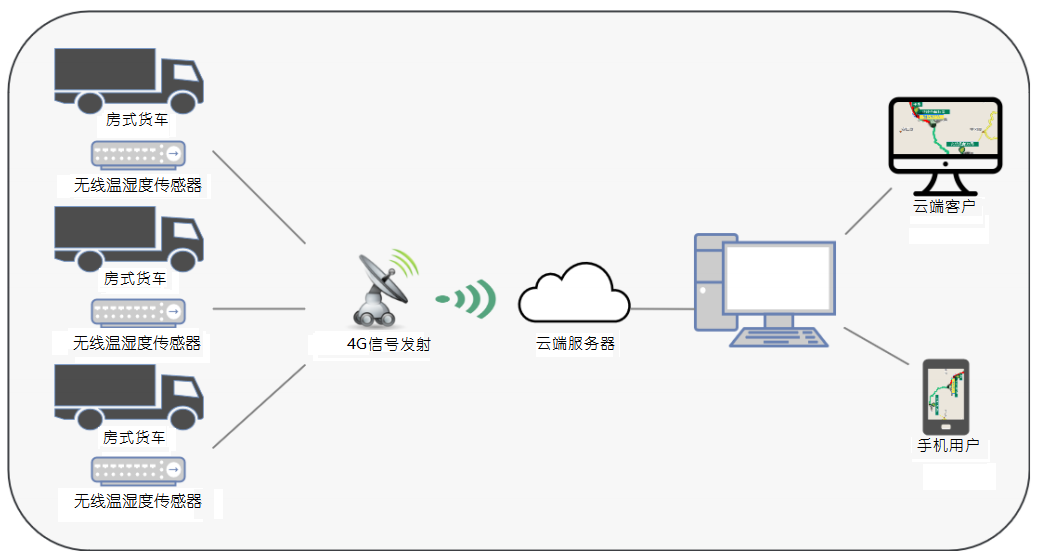 房式货车
无线温湿度传感器
房式货车
无线温湿度传感器
房式货车
无线温湿度传感器
4G信号发射
云端服务器
云端客户
手机用户